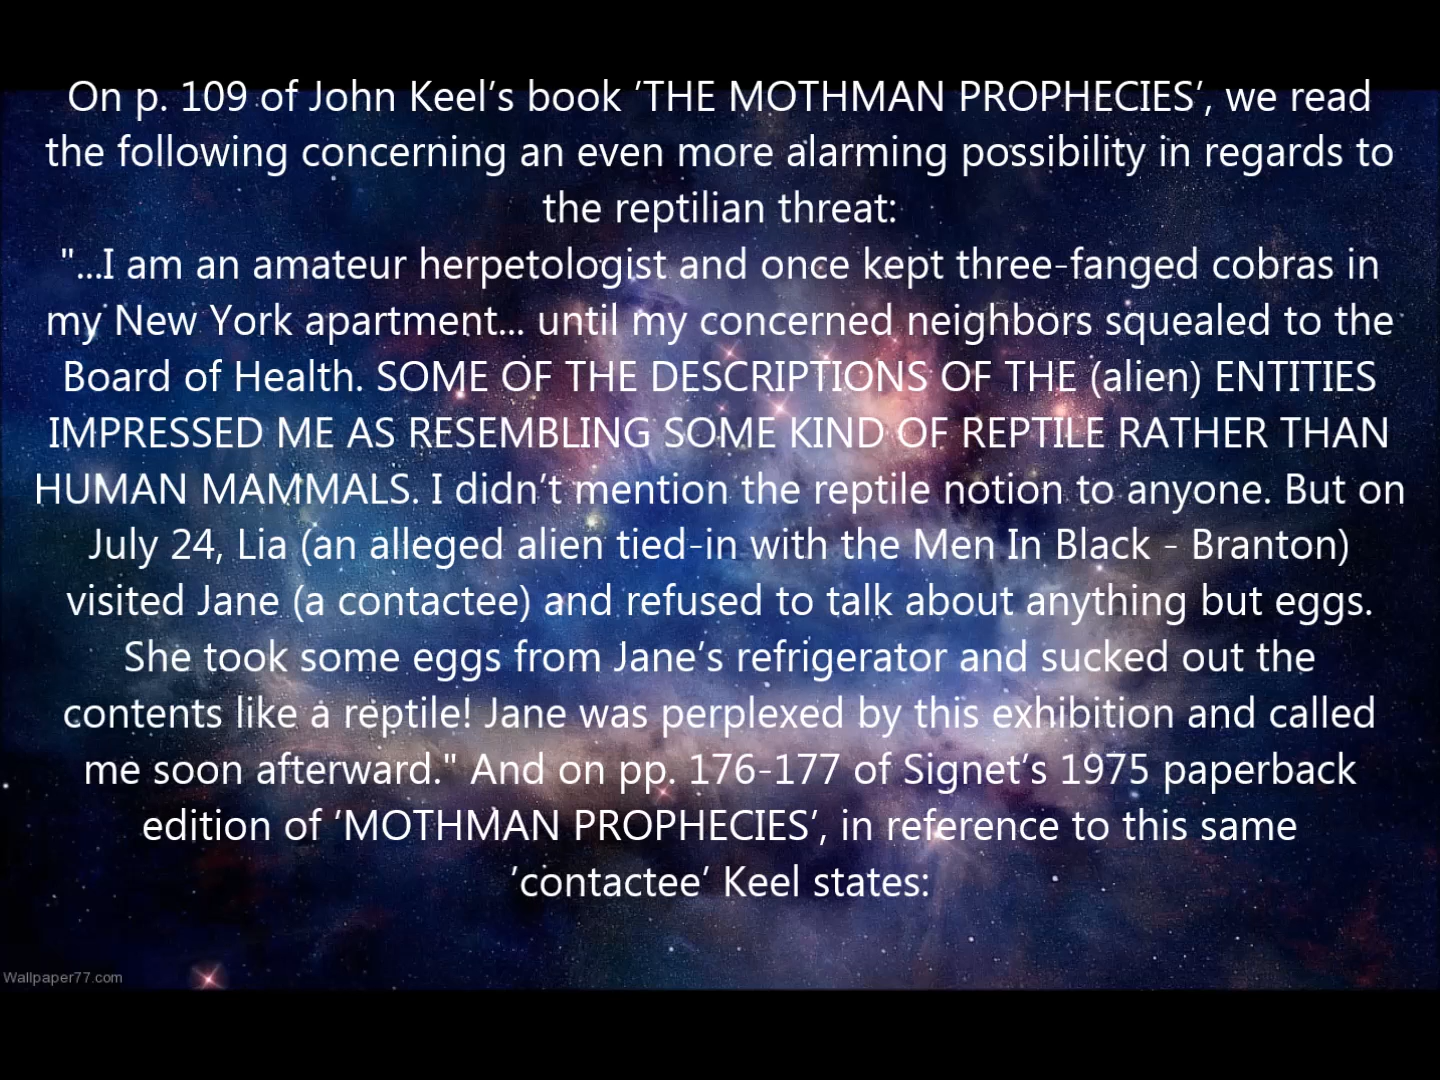 On p. 109 of John Keel's book 'THE MOTHMAN PROPHECIES', we read
the following concerning an even more alarming possibility in regards to
the reptilian threat:
"...I am an amateur herpetologist and once kept three-fanged cobras in
my New York apartment... until my concerned neighbors squealed to the
Board of Health. SOME OF THE DESCRIPTIONS OF THE (alien) ENTITIES
IMPRESSED ME AS RESEMBLING SOME KIND OF REPTILE RATHER THAN
HUMAN MAMMALS. I didn't mention the reptile notion to anyone. But on
July 24, Lia (an alleged alien tied-in with the Men In Black - Branton)
visited Jane (a contactee) and refused to talk about anything but eggs.
She took some eggs from Jane's refrigerator and sucked out the
contents like a reptile! Jane was perplexed by this exhibition and called
me soon afterward." And on pp. 176-177 of Signet's 1975 paperback
edition of 'MOTHMAN PROPHECIES', in reference to this same
'contactee' Keel states:
Wallpaper77.com